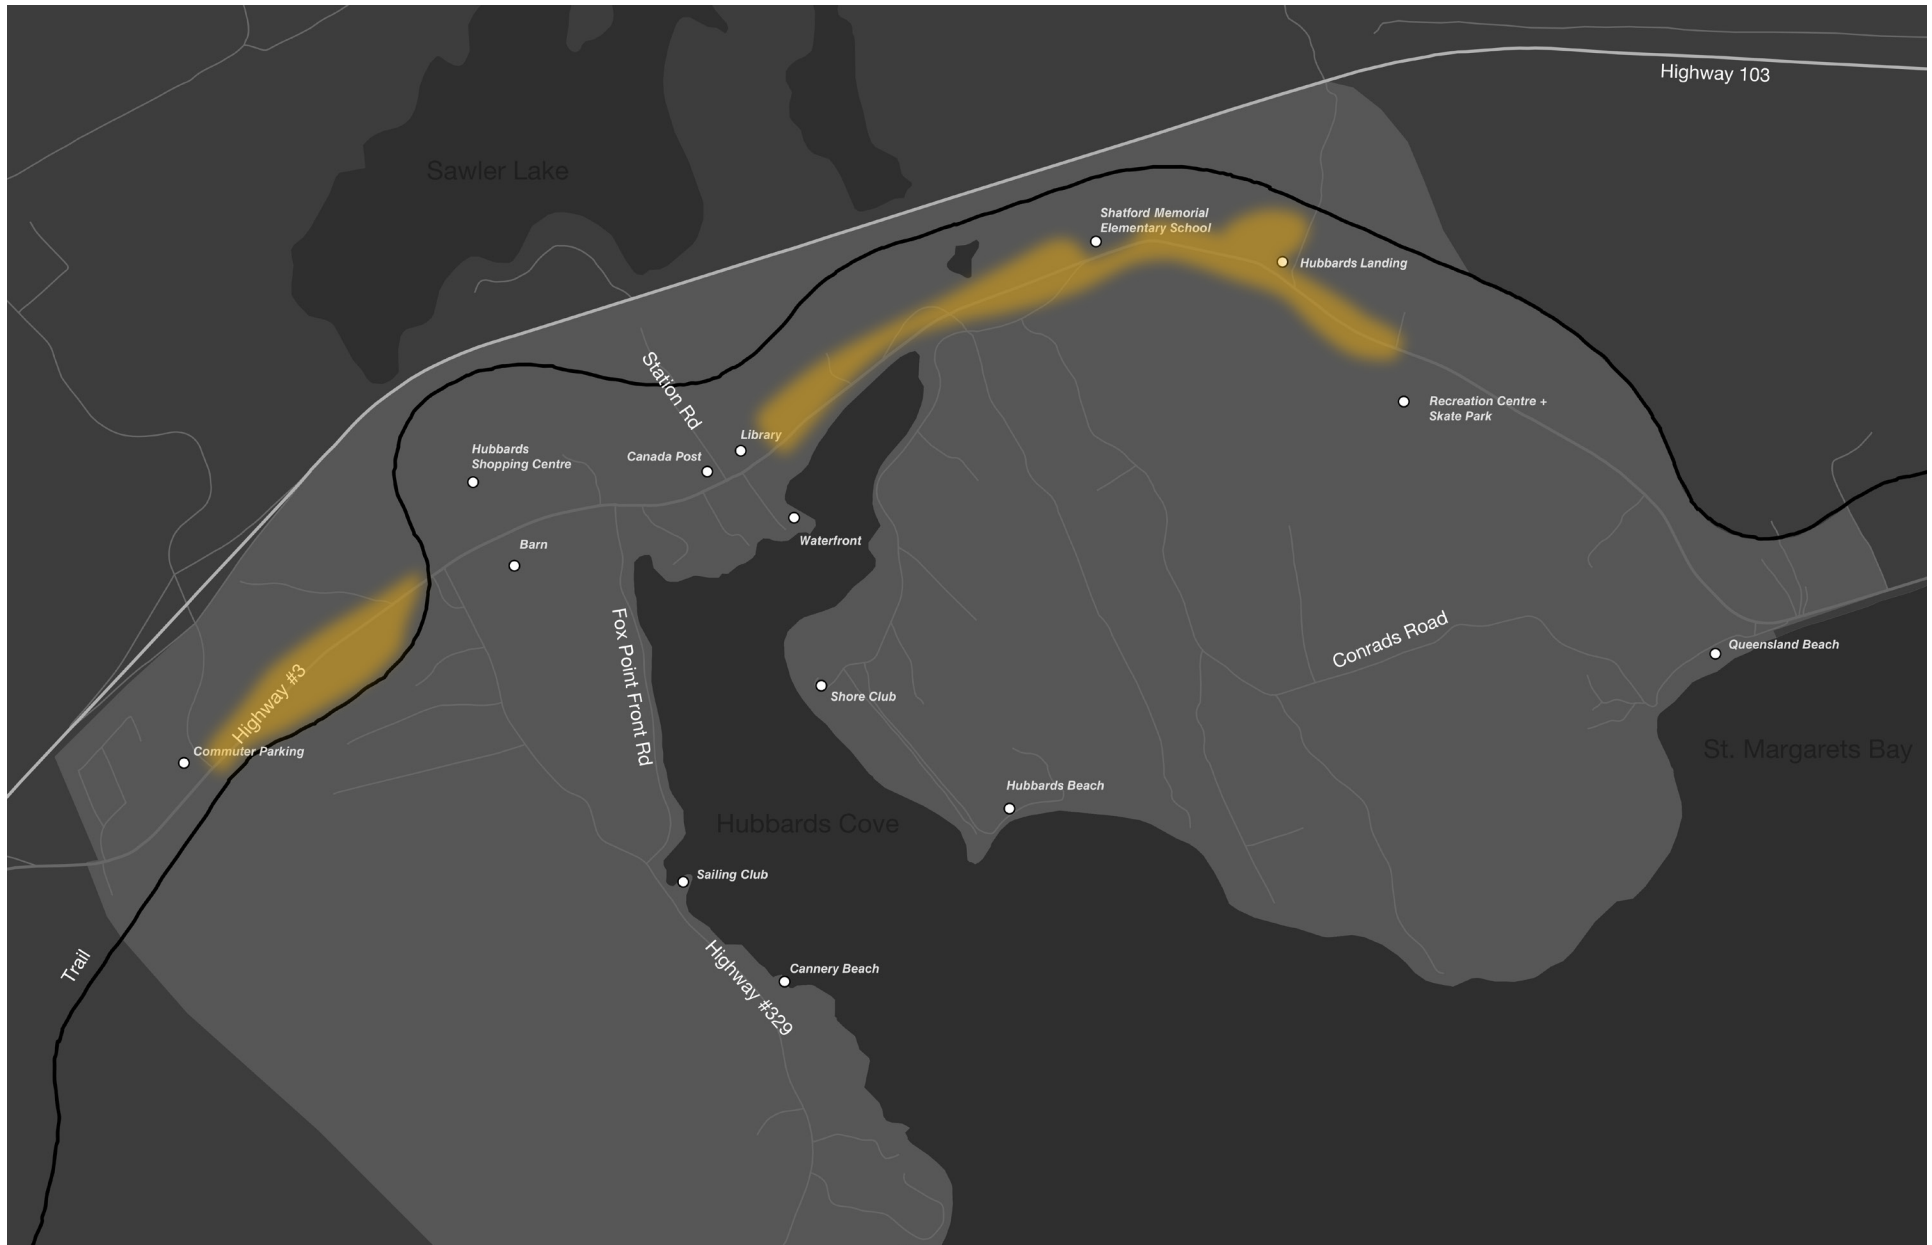 Highway 103
Sawler Lake
Shatford Memorial
Elementary School
Hubbards Landing
Station Rd
Recreation Centre +
Skate Park
Library
Canada Post
Hubbards
Shopping Centre
Waterfront
Barn
Fox Point Front Rd
Conrads Road
Queensland Beach
Highway #3
Shore Club
Commuter Parking
St. Margarets Bay
Hubbards Beach
Hubbards Cove
Sailing Club
Trail
Highway #329
Cannery Beach